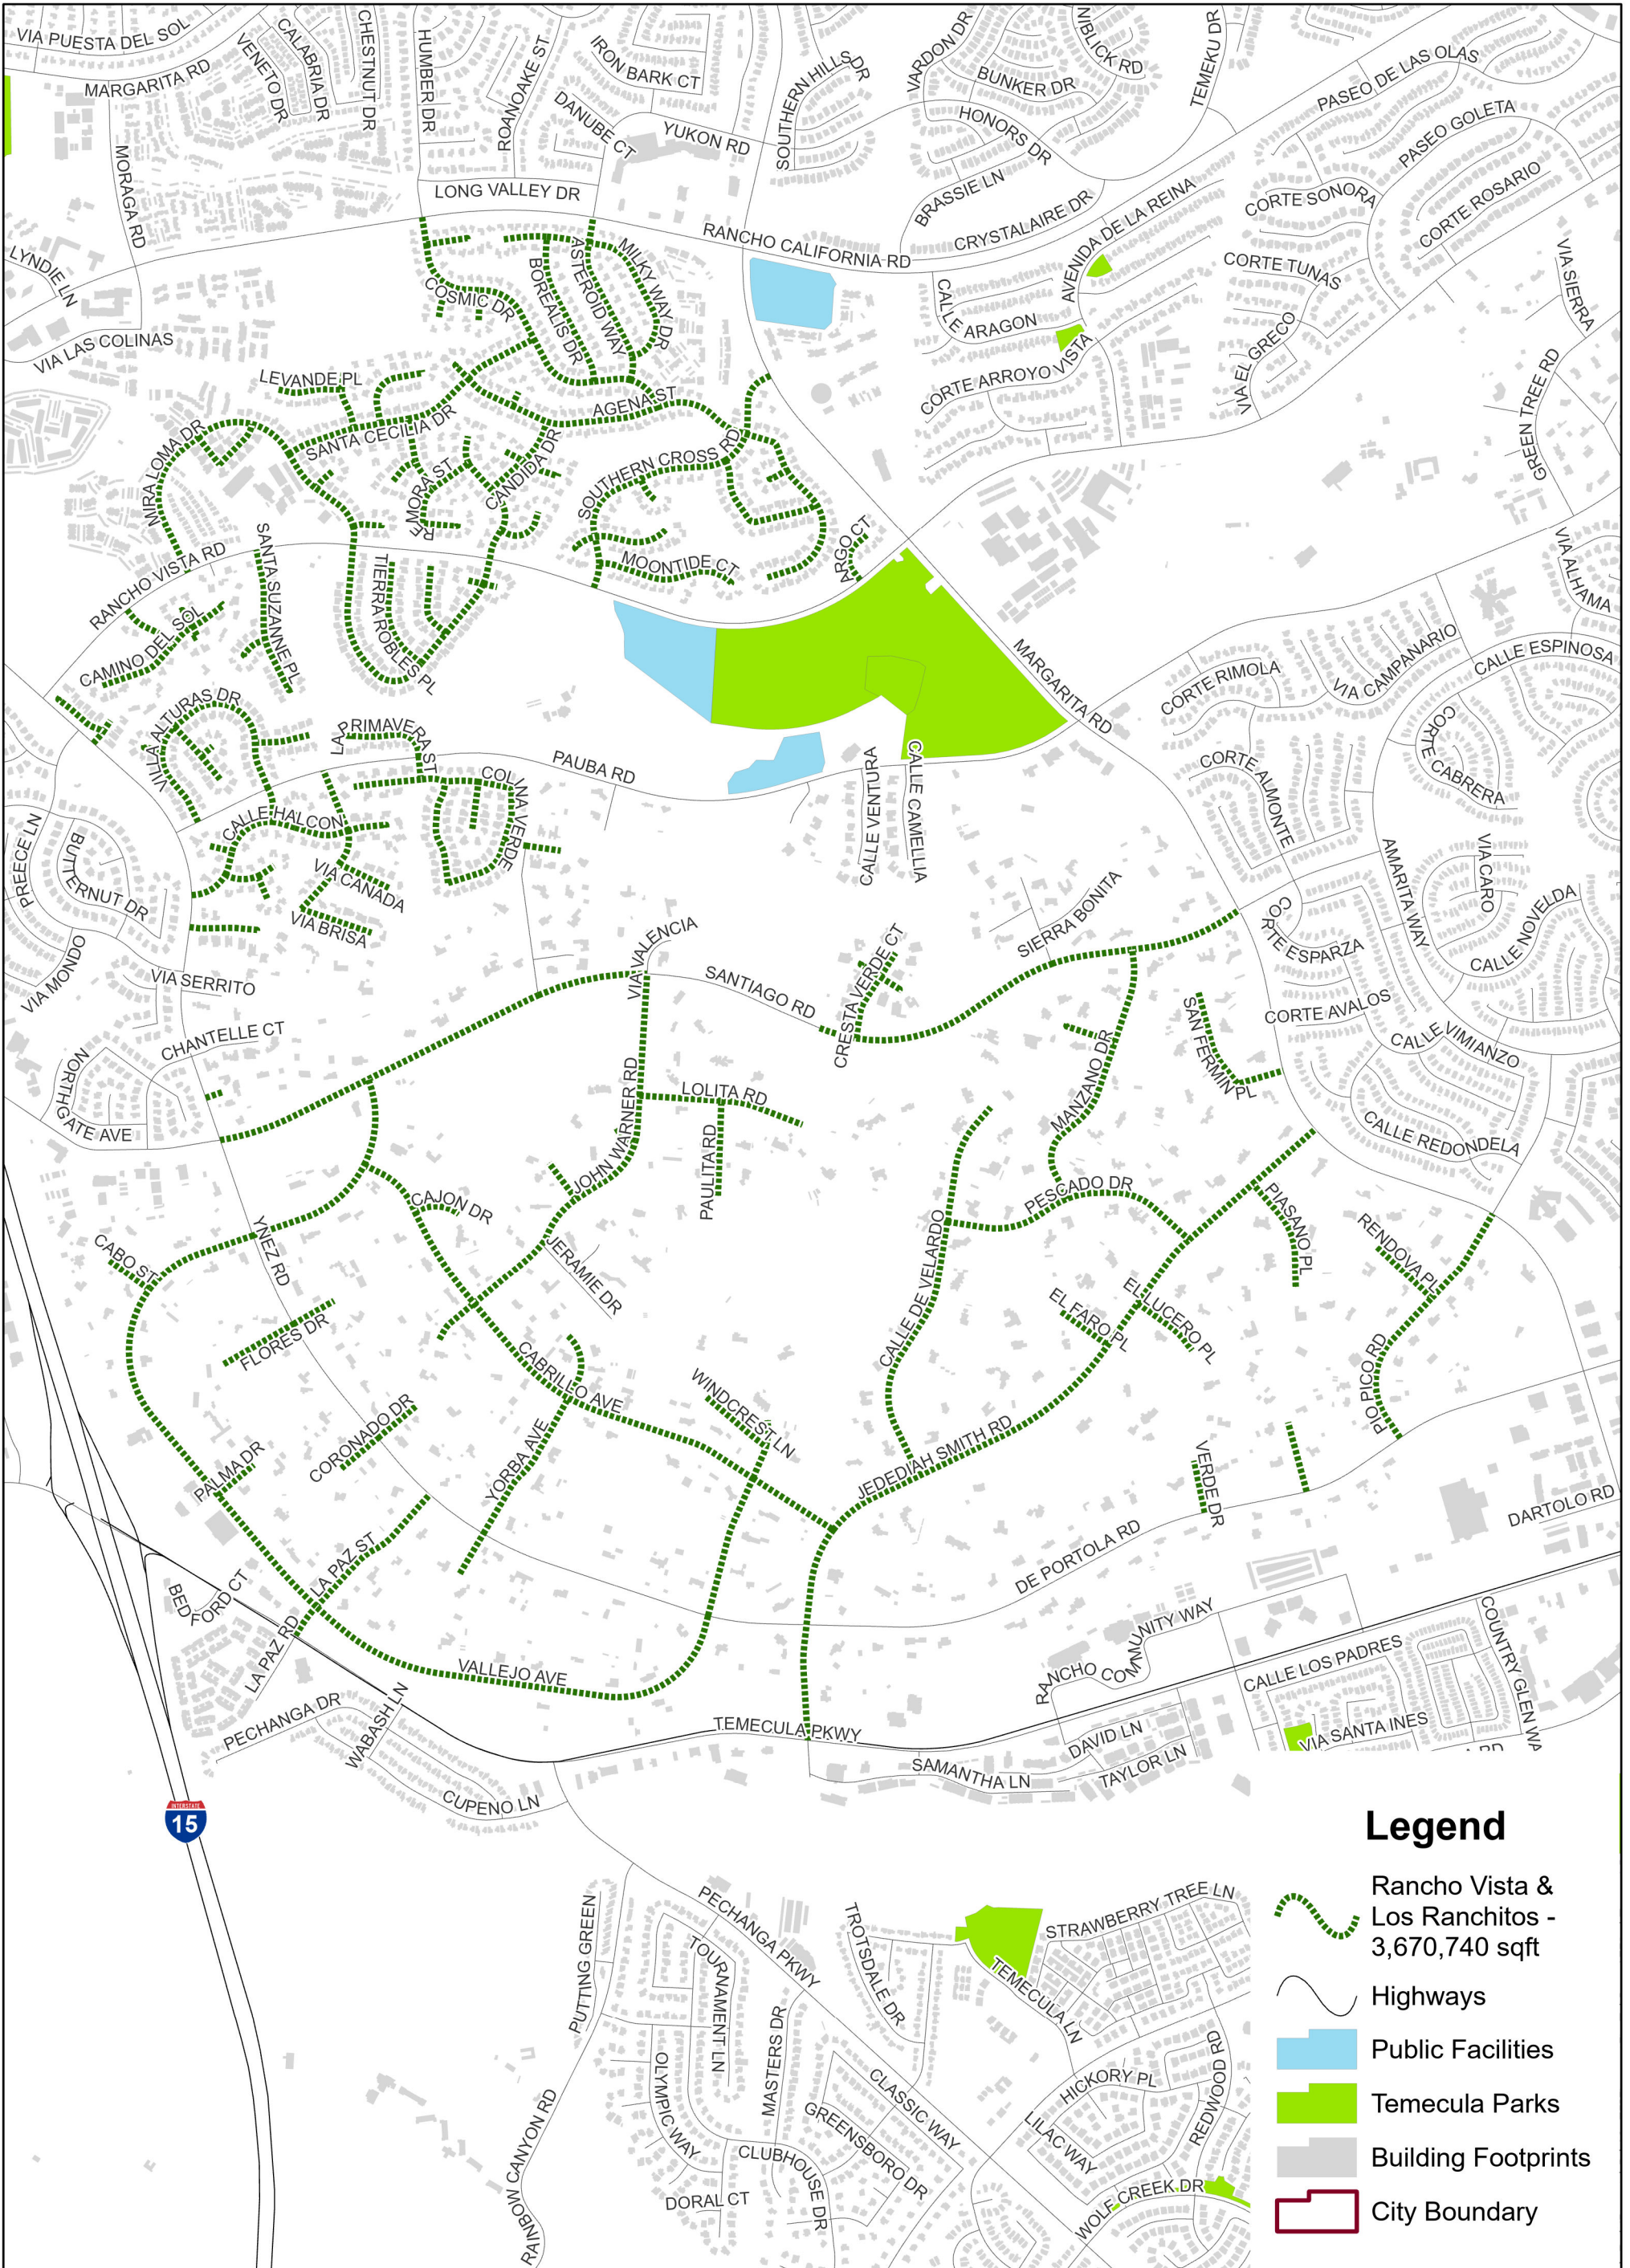 VIA PUESTA DEL SOL
MARGARITA RD
VENETO DR
CALABRIA DR
CHESTNUT DR
HUMBER DR
ROANOAKE ST
IRON BARK CT
DANUBE CT
YUKON RD
SOUTHERN HILLS DR
VARDON DR
BUNKER DR
NIBLICK RD
TEMEKU DR
HONORS DR
PASEO DE LAS OLAS
PASEO GOLETA
CORTE SONORA
CORTE ROSARIO
MORAGA RD
LONG VALLEY DR
BRASSIE LN
CRYSTALAIRE DR
RANCHO CALIFORNIA RD
AVENIDA DE LA REINA
CORTE TUNAS
VIA SIERRA
LYNDIE LN
VIA LAS COLINAS
COSMIC DR
BOREALIS DR
ASTEROID WAY
MILKY WAY DR
CALLE ARAGON
CORTE ARROYO VISTA
VIA EL GRECO
GREEN TREE RD
LEVANDE PL
AGENA ST
SANTA CECILIA DR
MIRA LOMA DR
REMORA ST
CANDIDA DR
SOUTHERN CROSS RD
ARGO CT
MOONTIDE CT
RANCHO VISTA RD
SANTA SUZANNE PL
TIERRA ROBLES PL
CAMINO DEL SOL
VIA ALHAMA
MARGARITA RD
CORTE RIMOLA
VIA CAMPANARIO
CALLE ESPINOSA
VILLA ALTURAS DR
LA PRIMAVERA ST
PAUBA RD
COLINA VERDE
CALLE VENTURA
CALLE CAMELLIA
CORTE ALMONTE
CORTE CABRERA
CALLE HALCON
PREECE LN
BUTTERNUT DR
VIA CANADA
VIA BRISA
AMARITA WAY
VIA CARO
CALLE NOVELDA
SIERRA BONITA
CORTE ESPARZA
VIA MONDO
VIA SERRITO
VIA VALENCIA
SANTIAGO RD
CRESTA VERDE CT
SAN FERMIN PL
CORTE AVALOS
CALLE VIMIANZO
CHANTELLE CT
NORTHGATE AVE
JOHN WARNER RD
LOLITA RD
PAULITA RD
MANZANO DR
CALLE REDONDELA
CAJON DR
PESCADO DR
PIASANO PL
RENDOVA PL
YNEZ RD
CABO ST
JERAMIE DR
CALLE DE VELARDO
EL FARO PL
EL LUCERO PL
FLORES DR
CABRILLO AVE
WINDCREST LN
PIO PICO RD
CORONADO DR
YORBA AVE
PALMA DR
JEDEDIAH SMITH RD
VERDE DR
DARTOLO RD
LA PAZ ST
DE PORTOLA RD
BEDFORD CT
LA PAZ RD
VALLEJO AVE
RANCHO COMMUNITY WAY
CALLE LOS PADRES
COUNTRY GLEN WA
PECHANGA DR
WABASH LN
TEMECULA PKWY
DAVID LN
VIA SANTA INES
SAMANTHA LN
TAYLOR LN
CUPENO LN
INTERSTATE
15
PUTTING GREEN
PECHANGA PKWY
TOURNAMENT LN
TROTSDALE DR
STRAWBERRY TREE LN
TEMECULA LN
MASTERS DR
OLYMPIC WAY
CLASSIC WAY
HICKORY PL
REDWOOD RD
LILAC WAY
GREENSBORO DR
CLUBHOUSE DR
DORAL CT
RAINBOW CANYON RD
WOLF CREEK DR
Legend
Rancho Vista &
Los Ranchitos -
3,670,740 sqft
Highways
Public Facilities
Temecula Parks
Building Footprints
City Boundary